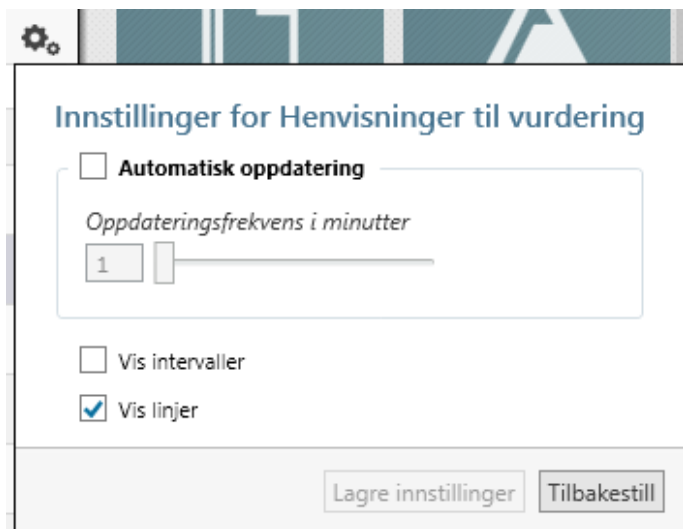 Innstillinger for Henvisninger til vurdering
Automatisk oppdatering
Oppdateringsfrekvens i minutter
1
Vis intervaller
Vis linjer
Lagre innstillinger Tilbakestill